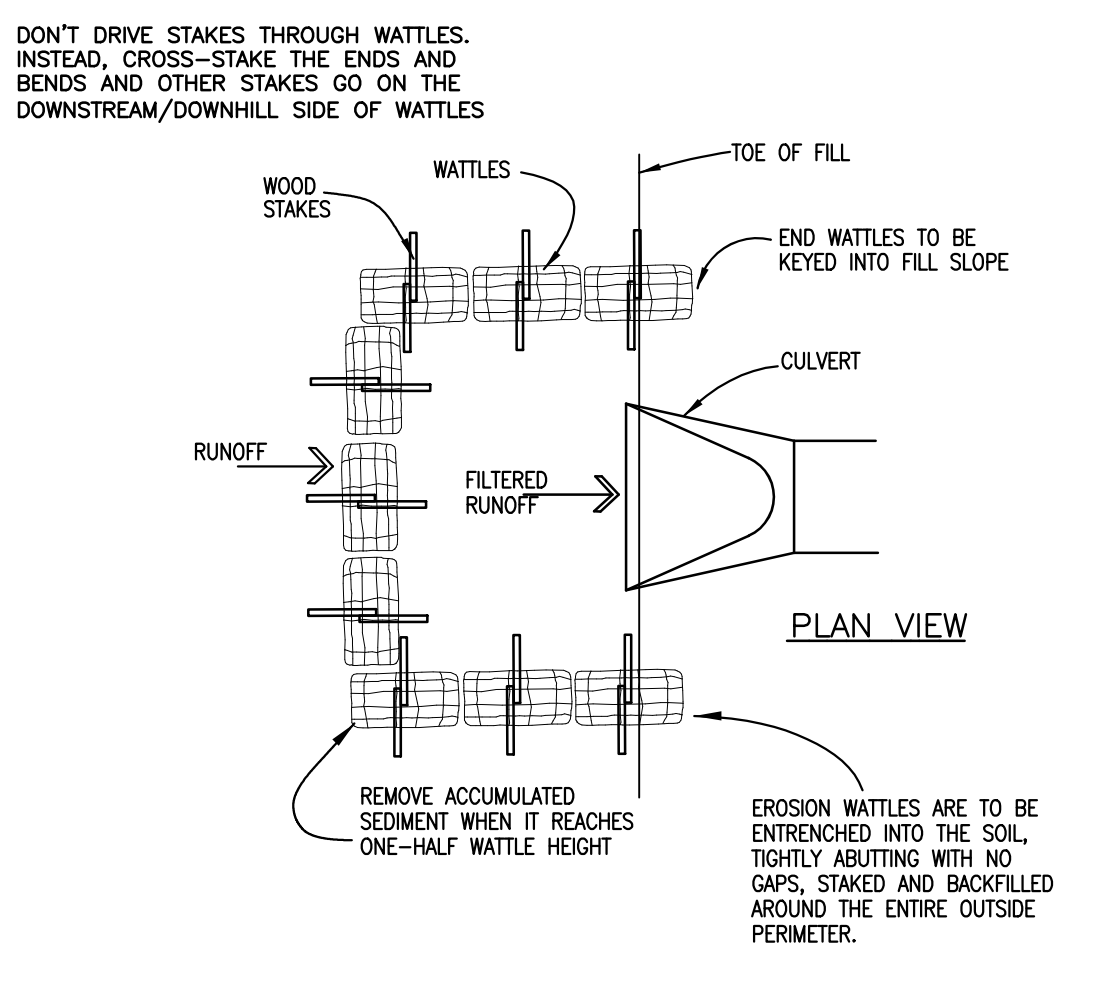 DON'T DRIVE STAKES THROUGH WATTLES.
INSTEAD, CROSS-STAKE THE ENDS AND
BENDS AND OTHER STAKES GO ON THE
DOWNSTREAM/DOWNHILL SIDE OF WATTLES
TOE OF FILL
WATTLES
WOOD
STAKES
END WATTLES TO BE
KEYED INTO FILL SLOPE
CULVERT
RUNOFF
FILTERED
RUNOFF
PLAN VIEW
REMOVE ACCUMULATED
SEDIMENT WHEN IT REACHES
ONE-HALF WATTLE HEIGHT
EROSION WATTLES ARE TO BE
ENTRENCHED INTO THE SOIL,
TIGHTLY ABUTTING WITH NO
GAPS, STAKED AND BACKFILLED
AROUND THE ENTIRE OUTSIDE
PERIMETER.